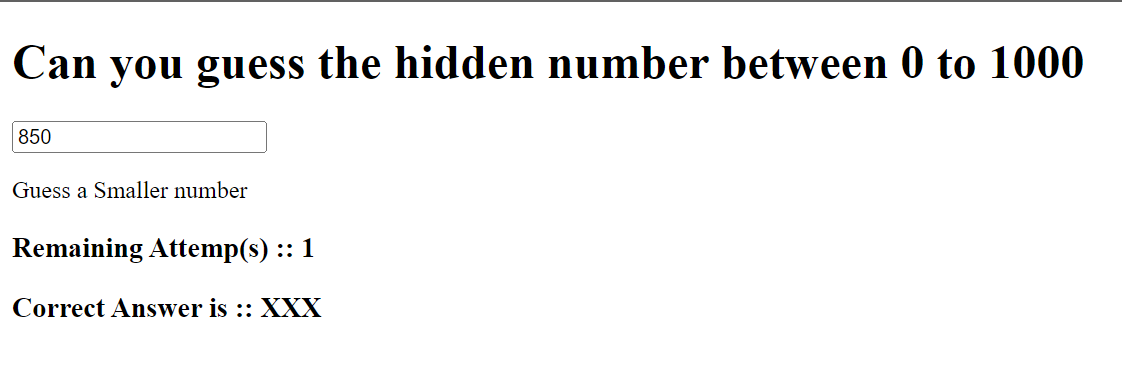 Can you guess the hidden number between 0 to 1000
850
Guess a Smaller number
Remaining Attemp(s) :: 1
Correct Answer is :: XXX